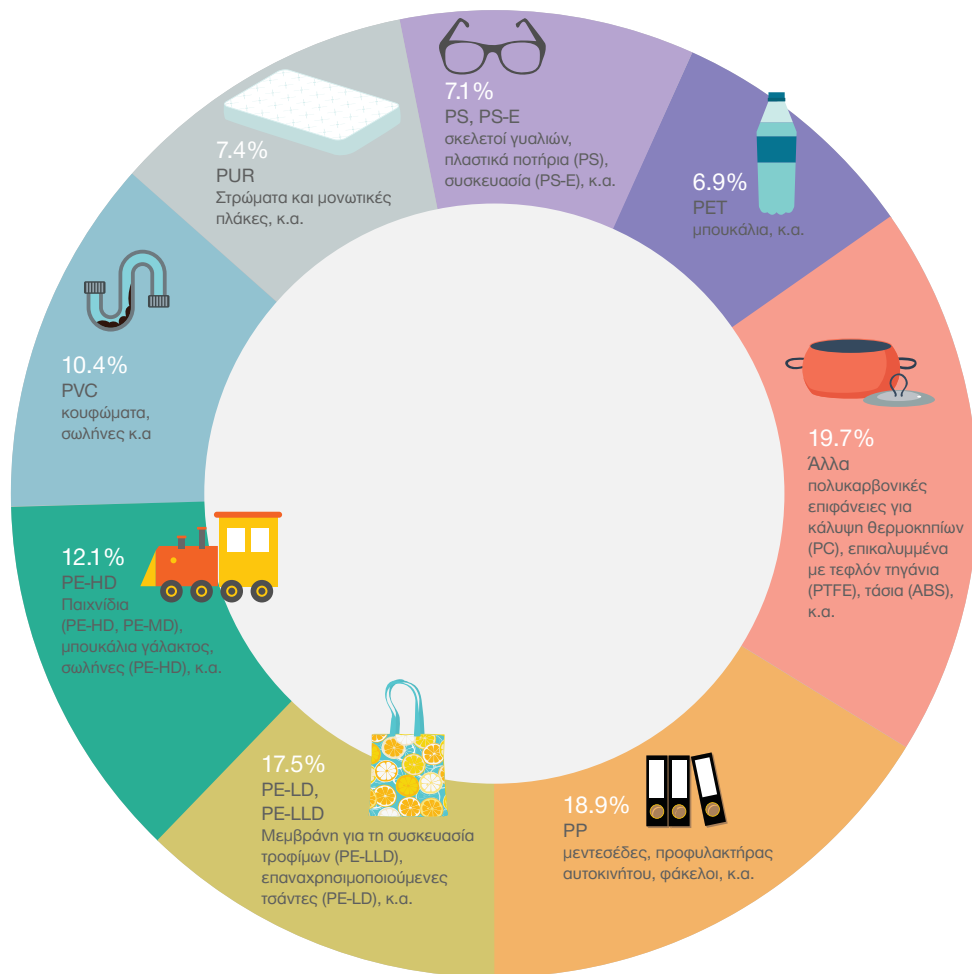 7.1%
PS, PS-E
σκελετοί γυαλιών,
πλαστικά ποτήρια (PS),
συσκευασία (PS-E), κ.α.
6.9%
PET
μπουκάλια, κ.α.
19.7%
Άλλα
πολυκαρβονικές
επιφάνειες για
κάλυψη θερμοκηπίων
(PC), επικαλυμμένα
με τεφλόν τηγάνια
(PTFE), τάσια (ABS),
κ.α.
18.9%
PP
μεντεσέδες, προφυλακτήρας
αυτοκινήτου, φάκελοι, κ.α.
17.5%
PE-LD,
PE-LLD
Μεμβράνη για τη συσκευασία
τροφίμων (PE-LLD),
επαναχρησιμοποιούμενες
τσάντες (PE-LD), κ.α.
12.1%
PE-HD
Παιχνίδια
(PE-HD, PE-MD),
μπουκάλια γάλακτος,
σωλήνες (PE-HD), κ.α.
10.4%
PVC
κουφώματα,
σωλήνες κ.α
7.4%
PUR
Στρώματα και μονωτικές
πλάκες, κ.α.